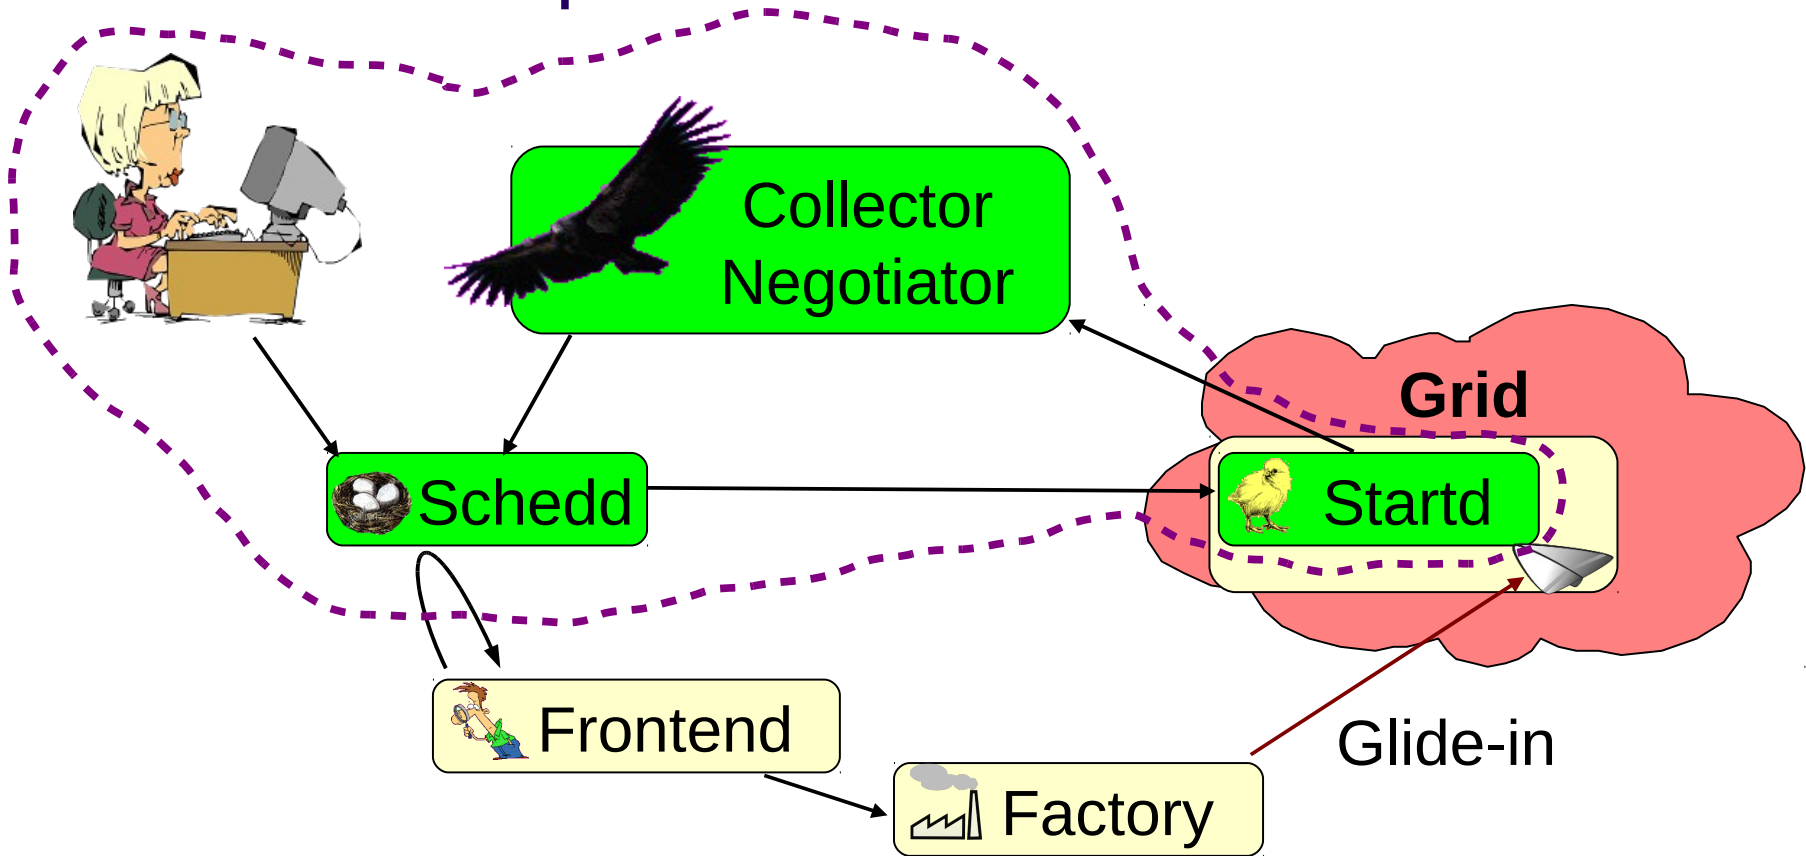 Collector
Negotiator
Grid
Schedd
Startd
Frontend
Glide-in
Factory